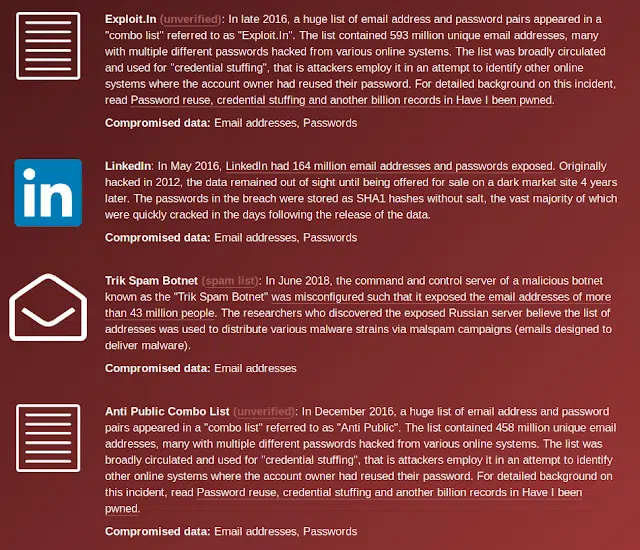 Exploit.In (unverified): In late 2016, a huge list of email address and password pairs appeared in a
"combo list" referred to as "Exploit.In". The list contained 593 million unique email addresses, many
with multiple different passwords hacked from various online systems. The list was broadly circulated
and used for "credential stuffing", that is attackers employ it in an attempt to identify other online
systems where the account owner had reused their password. For detailed background on this incident,
read Password reuse, credential stuffing and another billion records in Have I been pwned.
Compromised data: Email addresses, Passwords
in
LinkedIn: In May 2016, LinkedIn had 164 million email addresses and passwords exposed. Originally
hacked in 2012, the data remained out of sight until being offered for sale on a dark market site 4 years
later. The passwords in the breach were stored as SHA1 hashes without salt, the vast majority of which
were quickly cracked in the days following the release of the data.
Compromised data: Email addresses, Passwords
Trik Spam Botnet (spam list): In June 2018, the command and control server of a malicious botnet
known as the "Trik Spam Botnet" was misconfigured such that it exposed the email addresses of more
than 43 million people. The researchers who discovered the exposed Russian server believe the list of
addresses was used to distribute various malware strains via malspam campaigns (emails designed to
deliver malware).
Compromised data: Email addresses
Anti Public Combo List (unverified): In December 2016, a huge list of email address and password
pairs appeared in a "combo list" referred to as "Anti Public". The list contained 458 million unique email
addresses, many with multiple different passwords hacked from various online systems. The list was
broadly circulated and used for "credential stuffing", that is attackers employ it in an attempt to identify
other online systems where the account owner had reused their password. For detailed background on
this incident, read Password reuse, credential stuffing and another billion records in Have I been
pwned.
Compromised data: Email addresses, Passwords